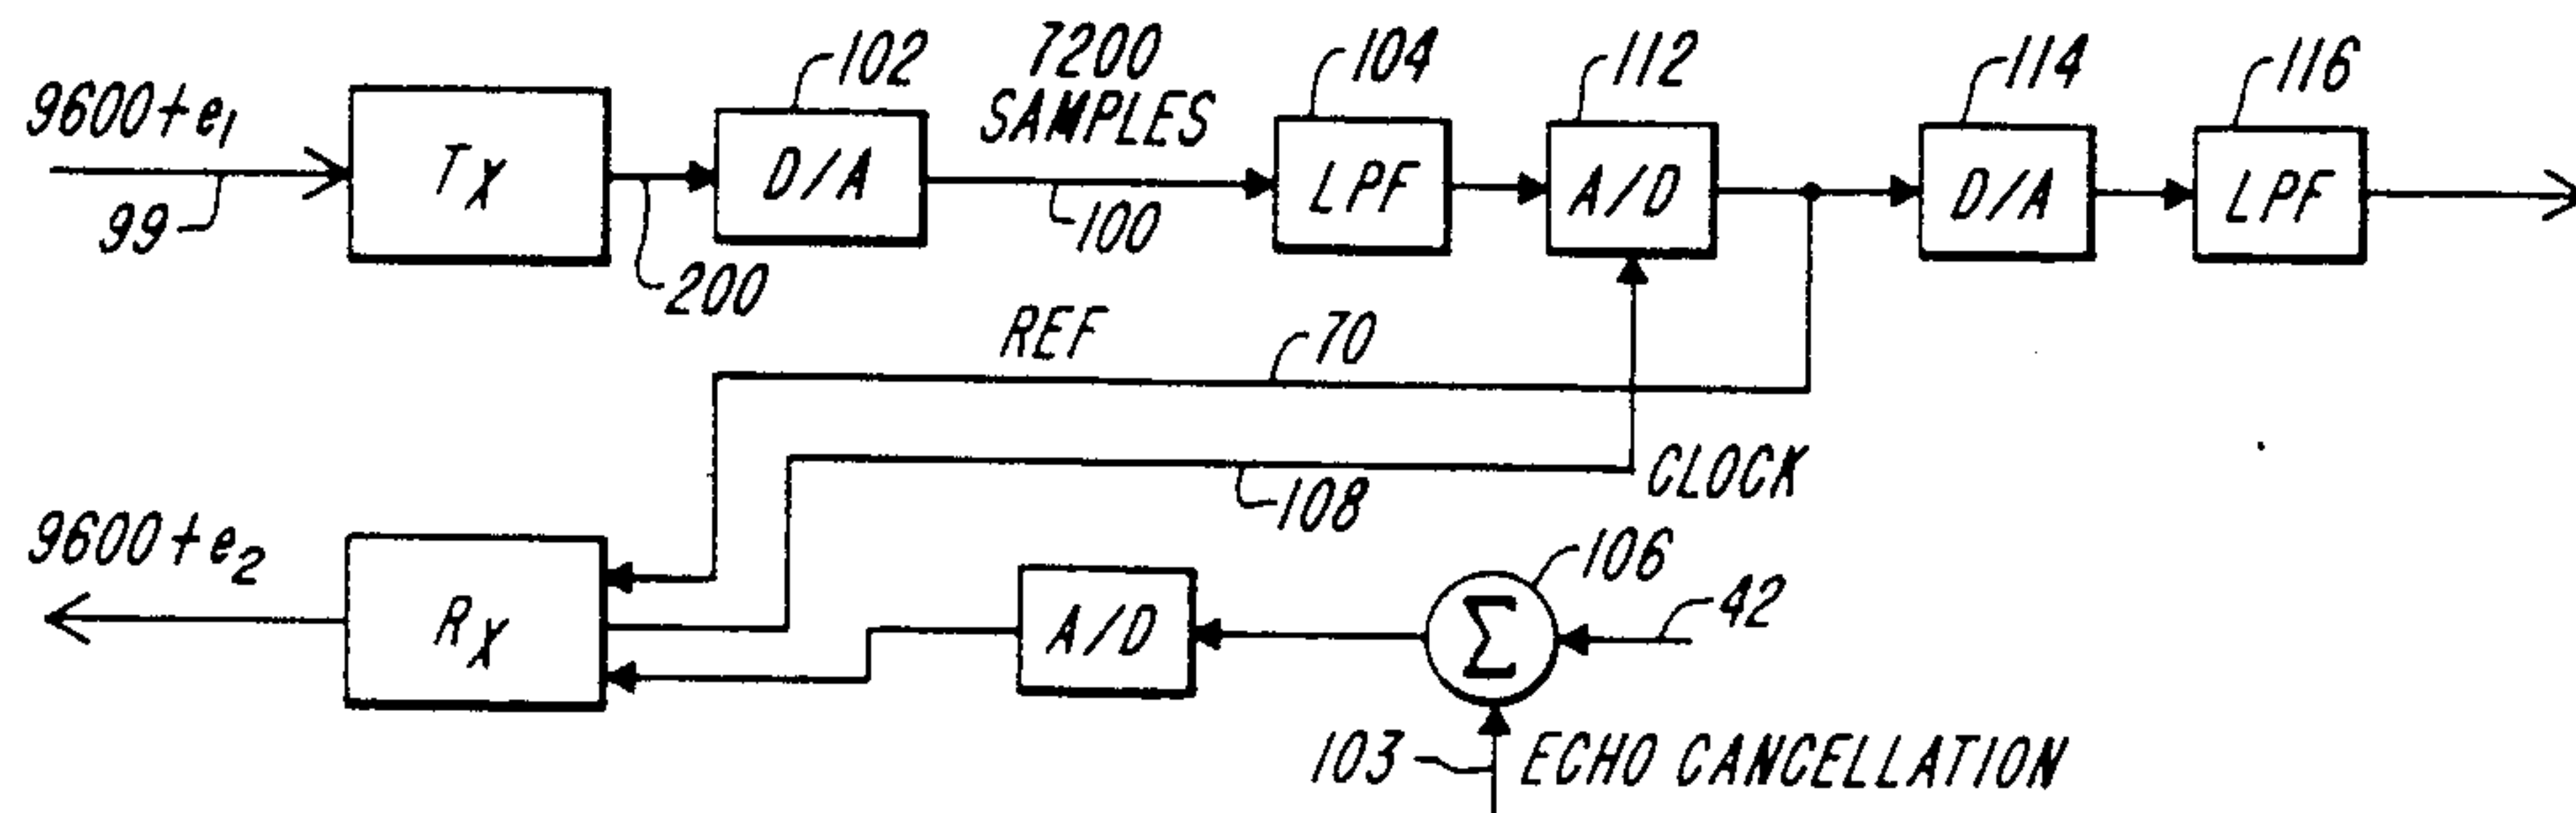 9600+e1
99
TX
200
102
D/A
7200
SAMPLES
100
104
LPF
112
A/D
114
D/A
116
LPF
REF
70
CLOCK
108
9600+e2
RX
A/D
106
Σ
42
103
ECHO CANCELLATION